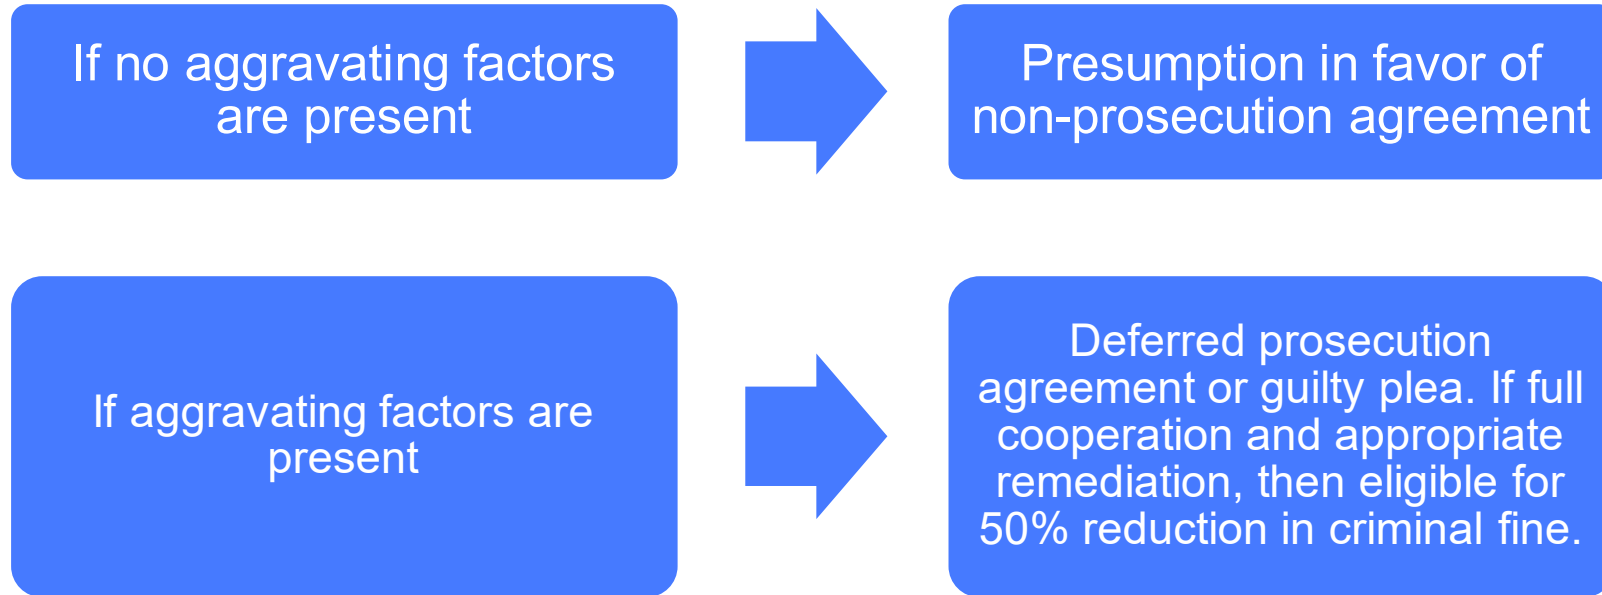 If no aggravating factors
are present
Presumption in favor of
non-prosecution agreement
If aggravating factors are
present
Deferred prosecution
agreement or guilty plea. If full
cooperation and appropriate
remediation, then eligible for
50% reduction in criminal fine.